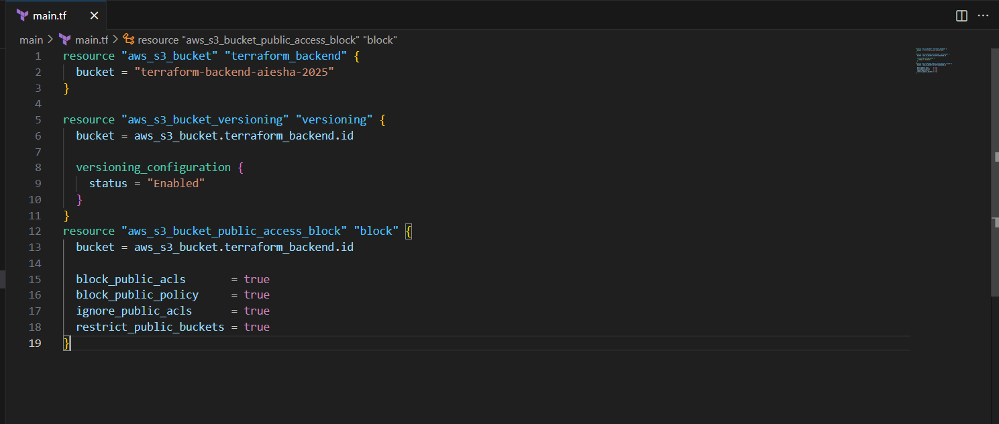 main.tf
main > main.tf > resource "aws_s3_bucket_public_access_block" "block"
1 resource "aws_s3_bucket" "terraform_backend" {
2   bucket = "terraform-backend-aiesha-2025"
3 }
4
5 resource "aws_s3_bucket_versioning" "versioning" {
6   bucket = aws_s3_bucket.terraform_backend.id
7
8   versioning_configuration {
9     status = "Enabled"
10   }
11 }
12 resource "aws_s3_bucket_public_access_block" "block" {
13   bucket = aws_s3_bucket.terraform_backend.id
14
15   block_public_acls       = true
16   block_public_policy     = true
17   ignore_public_acls      = true
18   restrict_public_buckets = true
19 }